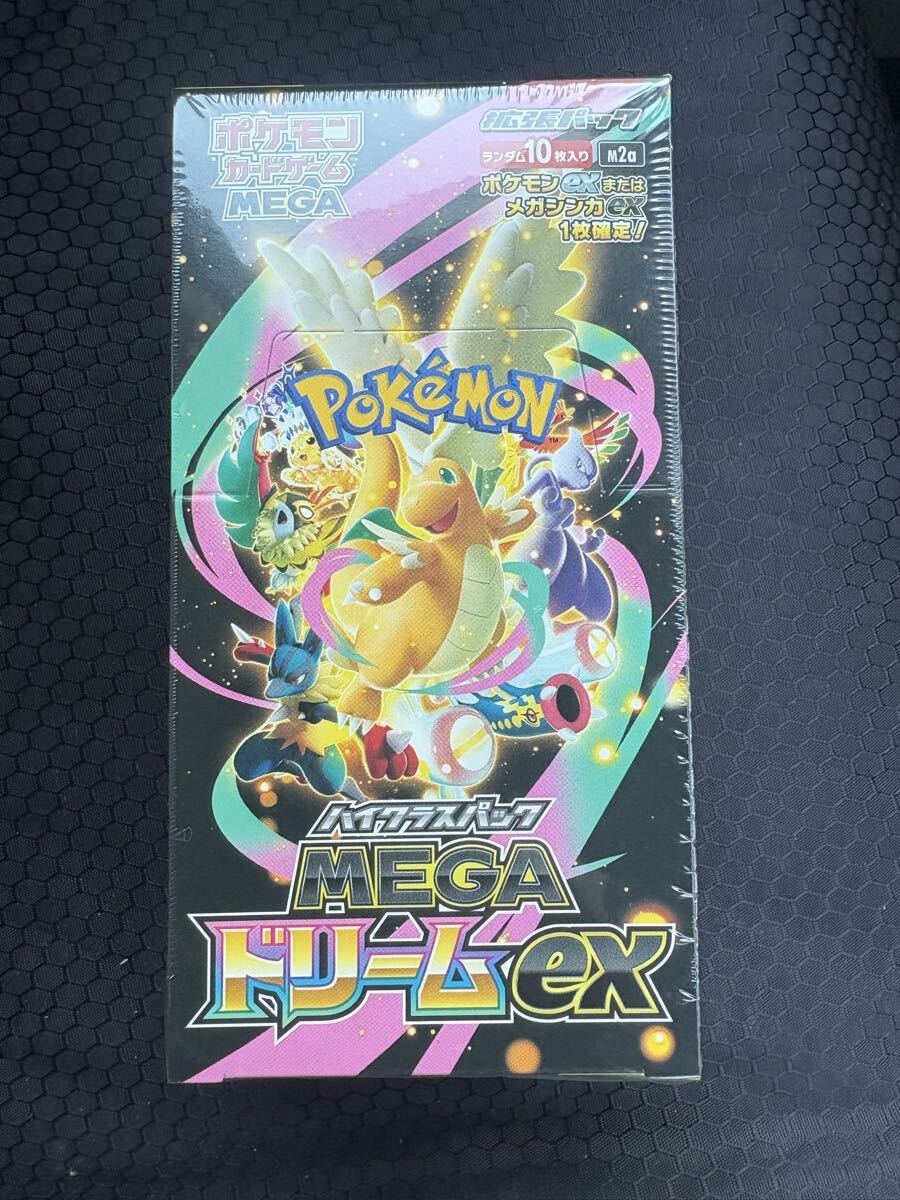 ポケモン
カードゲーム™
MEGA
拡張パック
ランダム10枚入り
M2a
ポケモンexまたは
メガシンカex
1枚確定!
POKéMON
™
ハイクラスパック
MEGA
ドリームex